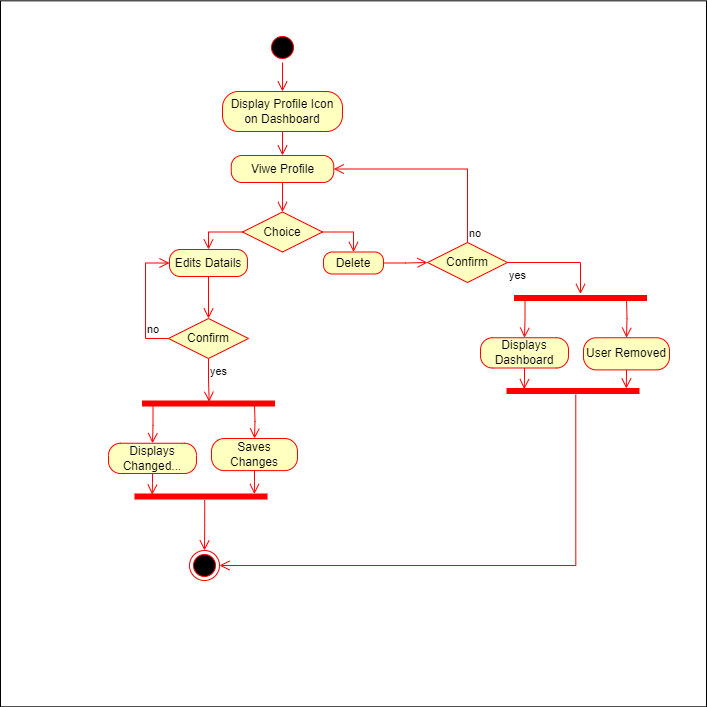 Display Profile Icon
on Dashboard
Viwe Profile
Choice
no
Edits Datails
Delete
Confirm
yes
no
Confirm
Displays
Dashboard
User Removed
yes
Displays
Changed...
Saves
Changes